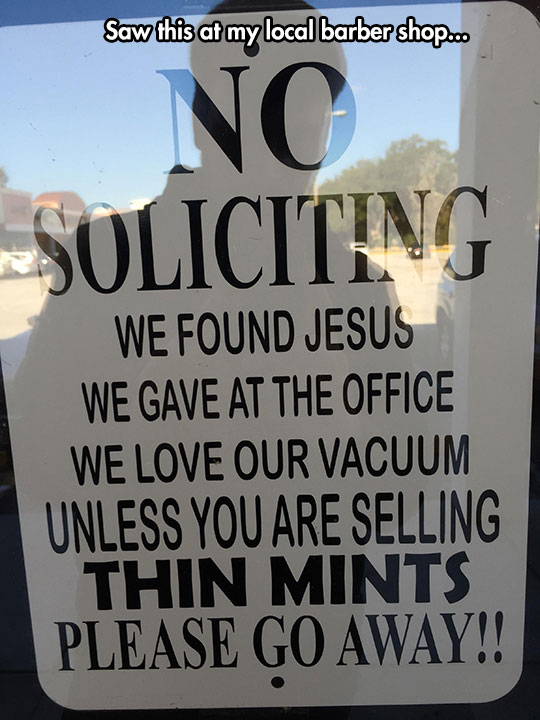 Saw this at my local barber shop...
NO
SOLICITING
WE FOUND JESUS
WE GAVE AT THE OFFICE
WE LOVE OUR VACUUM
UNLESS YOU ARE SELLING
THIN MINTS
PLEASE GO AWAY!!